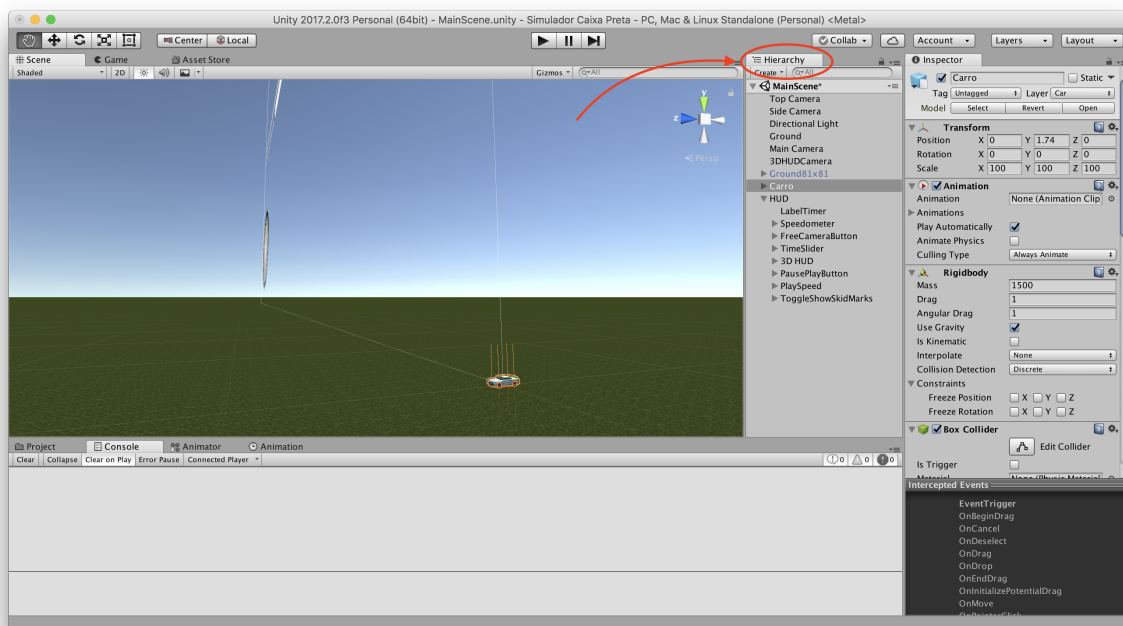 Unity 2017.2.0f3 Personal (64bit) - MainScene.unity - Simulador Caixa Preta - PC, Mac & Linux Standalone (Personal) <Metal>
Center Local Collab Account Layers Layout
Scene Game Asset Store
Shaded 2D Gizmos All
y
z
Persp
Hierarchy
Create All
MainScene*
Top Camera
Side Camera
Directional Light
Ground
Main Camera
3DHUDCamera
Ground81x81
Carro
HUD
LabelTimer
Speedometer
FreeCameraButton
TimeSlider
3D HUD
PausePlayButton
PlaySpeed
ToggleShowSkidMarks
Inspector
Carro Static
Tag Untagged Layer Car
Model Select Revert Open
Transform
Position X 0 Y 1.74 Z 0
Rotation X 0 Y 0 Z 0
Scale X 100 Y 100 Z 100
Animation
Animation None (Animation Clip)
Animations
Play Automatically
Animate Physics
Culling Type Always Animate
Rigidbody
Mass 1500
Drag 1
Angular Drag 1
Use Gravity
Is Kinematic
Interpolate None
Collision Detection Discrete
Constraints
Freeze Position X Y Z
Freeze Rotation X Y Z
Box Collider
Edit Collider
Is Trigger
Material None (Physic Material)
Intercepted Events
EventTrigger
OnBeginDrag
OnCancel
OnDeselect
OnDrag
OnDrop
OnEndDrag
OnInitializePotentialDrag
OnMove
OnPointerClick
Project Console Animator Animation
Clear Collapse Clear on Play Error Pause Connected Player 0 0 0